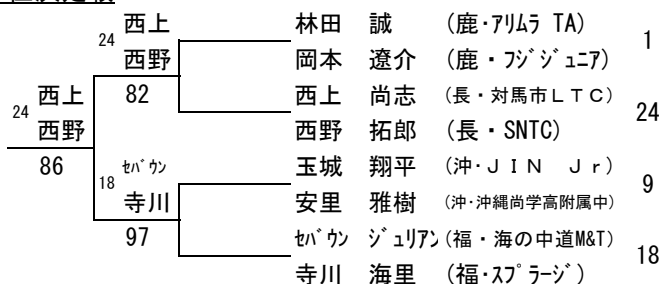 24 西上 林田 誠 (鹿・アリムラ TA) 1
西野 岡本 遼介 (鹿・フジジュニア)
24 西上 82 西上 尚志 (長・対馬市LTC) 24
西野 西野 拓郎 (長・SNTC)
86 18 セバウン 玉城 翔平 (沖・JIN Jr) 9
寺川 安里 雅樹 (沖・沖縄尚学高附属中)
97 セバウン ジュリアン (福・海の中道M&T) 18
寺川 海里 (福・スプラージ)